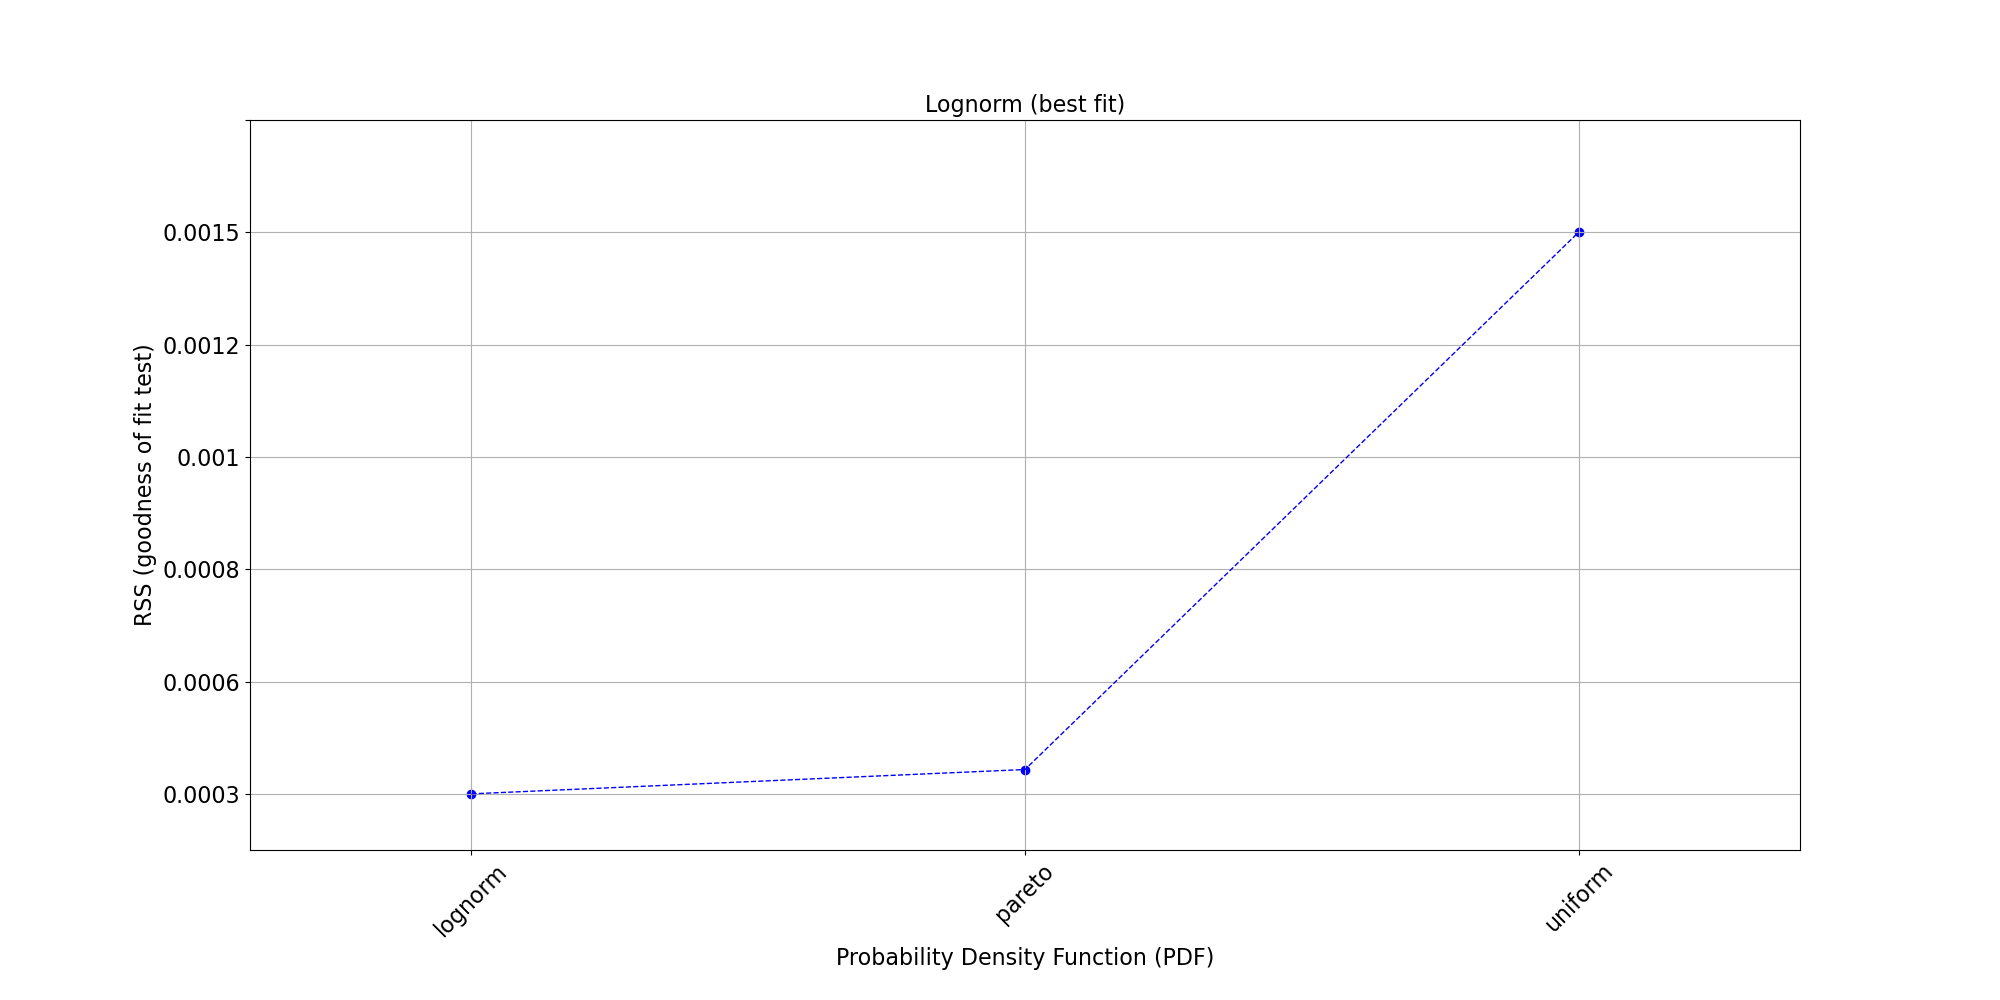 Lognorm (best fit)
0.0015
0.0012
0.001
0.0008
0.0006
0.0003
RSS (goodness of fit test)
lognorm
pareto
uniform
Probability Density Function (PDF)